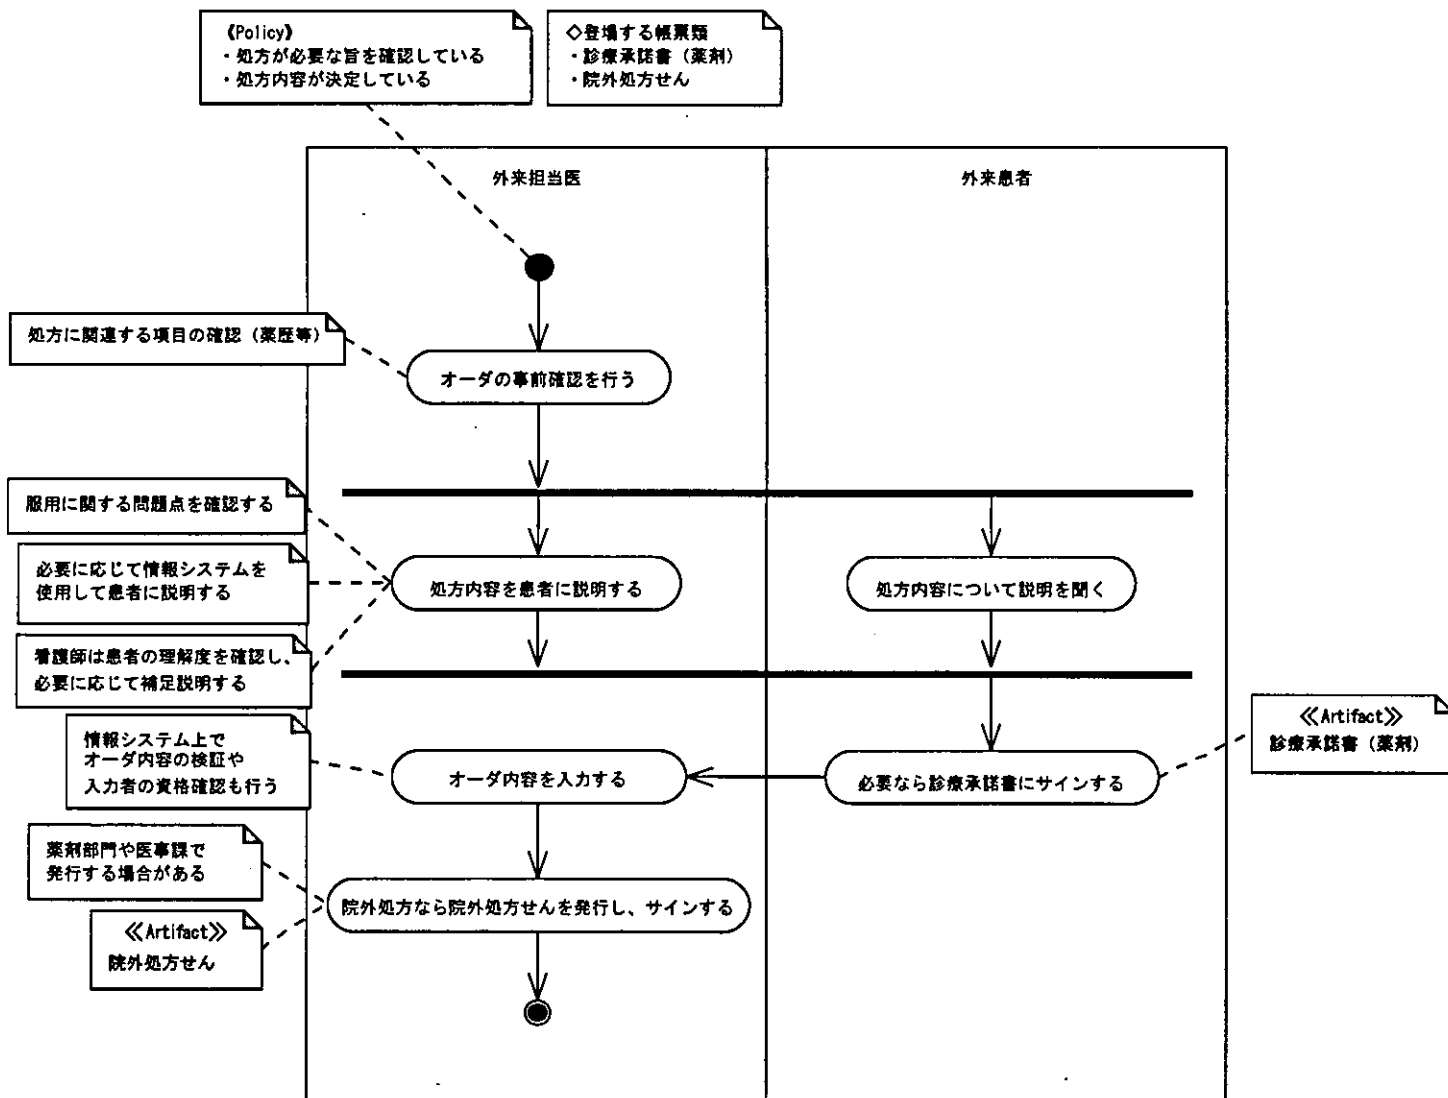 《Policy》
・処方が必要な旨を確認している
・処方内容が決定している
◇登場する帳票類
・診療承諾書（薬剤）
・院外処方せん
外来担当医
外来患者
処方に関連する項目の確認（薬歴等）
オーダの事前確認を行う
服用に関する問題点を確認する
必要に応じて情報システムを
使用して患者に説明する
処方内容を患者に説明する
処方内容について説明を聞く
看護師は患者の理解度を確認し、
必要に応じて補足説明する
情報システム上で
オーダ内容の検証や
入力者の資格確認も行う
オーダ内容を入力する
必要なら診療承諾書にサインする
≪Artifact≫
診療承諾書（薬剤）
薬剤部門や医事課で
発行する場合がある
院外処方なら院外処方せんを発行し、サインする
≪Artifact≫
院外処方せん